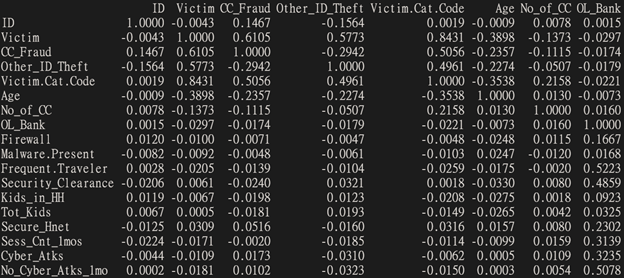 ID Victim CC_Fraud Other_ID_Theft Victim.Cat.Code Age No_of_CC OL_Bank
ID 1.0000 -0.0043 0.1467 -0.1564 0.0019 -0.0009 0.0078 0.0015
Victim -0.0043 1.0000 0.6105 0.5773 0.8431 -0.3898 -0.1373 -0.0297
CC_Fraud 0.1467 0.6105 1.0000 -0.2942 0.5056 -0.2357 -0.1115 -0.0174
Other_ID_Theft -0.1564 0.5773 -0.2942 1.0000 0.4961 -0.2274 -0.0507 -0.0179
Victim.Cat.Code 0.0019 0.8431 0.5056 0.4961 1.0000 -0.3538 0.2158 -0.0221
Age -0.0009 -0.3898 -0.2357 -0.2274 -0.3538 1.0000 0.0130 -0.0073
No_of_CC 0.0078 -0.1373 -0.1115 -0.0507 0.2158 0.0130 1.0000 0.0160
OL_Bank 0.0015 -0.0297 -0.0174 -0.0179 -0.0221 -0.0073 0.0160 1.0000
Firewall 0.0120 -0.0100 -0.0071 -0.0047 -0.0048 -0.0248 0.0115 0.1667
Malware.Present -0.0082 -0.0092 -0.0048 -0.0061 -0.0103 0.0247 -0.0120 0.0168
Frequent.Traveler 0.0028 -0.0205 -0.0139 -0.0104 -0.0259 -0.0175 -0.0020 0.5223
Security_Clearance -0.0206 0.0061 -0.0240 0.0321 0.0018 -0.0330 0.0080 0.4859
Kids_in_HH 0.0119 -0.0067 -0.0198 0.0123 -0.0208 -0.0275 0.0018 0.0923
Tot_Kids 0.0067 0.0005 -0.0181 0.0193 -0.0149 -0.0265 0.0042 0.0325
Secure_Hnet -0.0125 0.0309 0.0516 -0.0160 0.0316 0.0157 0.0080 0.2302
Sess_Cnt_1mos -0.0224 -0.0171 -0.0020 -0.0185 -0.0114 -0.0099 0.0159 0.3139
Cyber_Atks -0.0044 -0.0109 0.0173 -0.0310 -0.0062 0.0005 0.0109 0.3235
No_Cyber_Atks_1mo 0.0002 -0.0181 0.0102 -0.0323 -0.0150 0.0003 0.0054 0.5078